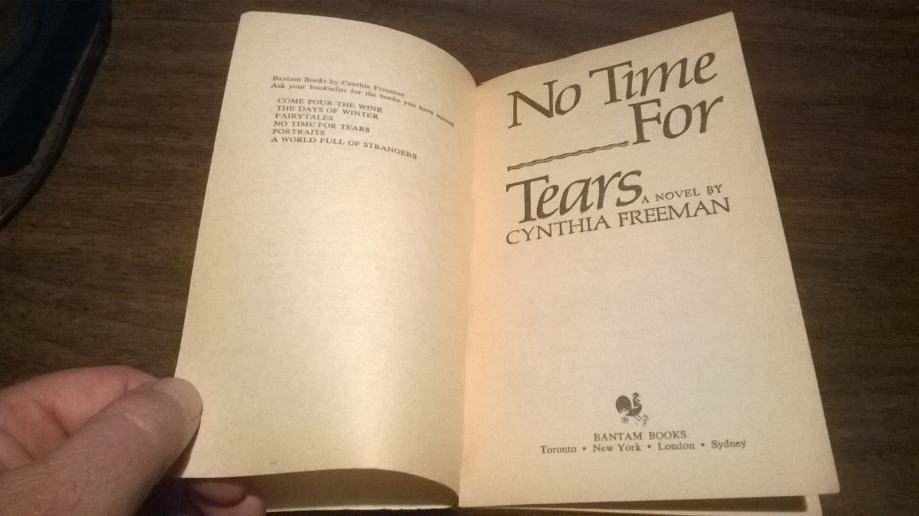 Bantam Books by Cynthia Freeman
Ask your bookseller for the books you have missed
COME POUR THE WINE
THE DAYS OF WINTER
FAIRYTALES
NO TIME FOR TEARS
PORTRAITS
A WORLD FULL OF STRANGERS
No Time
For
Tears
A NOVEL BY
CYNTHIA FREEMAN
BANTAM BOOKS
Toronto • New York • London • Sydney